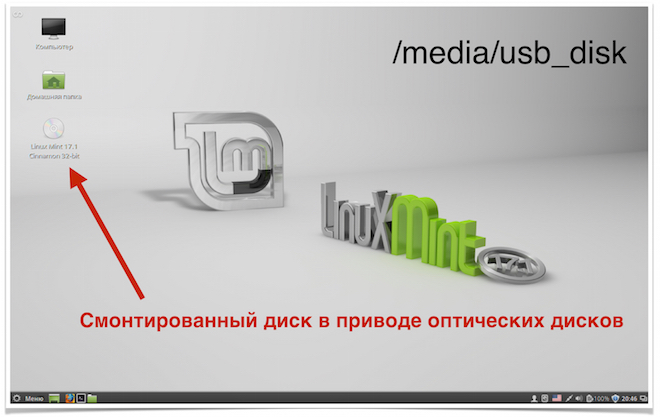 /media/usb_disk
Компьютер
Домашняя папка
Linux Mint 17.1
Cinnamon 32-bit
lm
LinuxMint
17.1
Смонтированный диск в приводе оптических дисков
Меню
100%
20:46